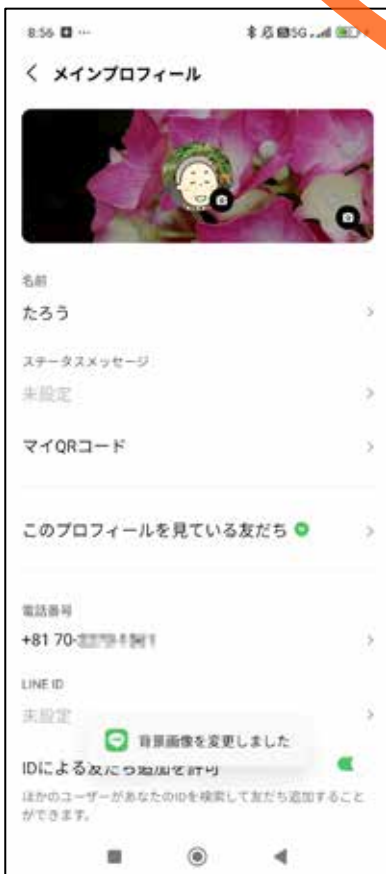 8:56
5G
メインプロフィール
名前
たろう
ステータスメッセージ
未設定
マイQRコード
このプロフィールを見ている友だち
電話番号
+81 70-
LINE ID
未設定
背景画像を変更しました
IDによる友だち追加を許可
ほかのユーザーがあなたのIDを検索して友だち追加すること
ができます。